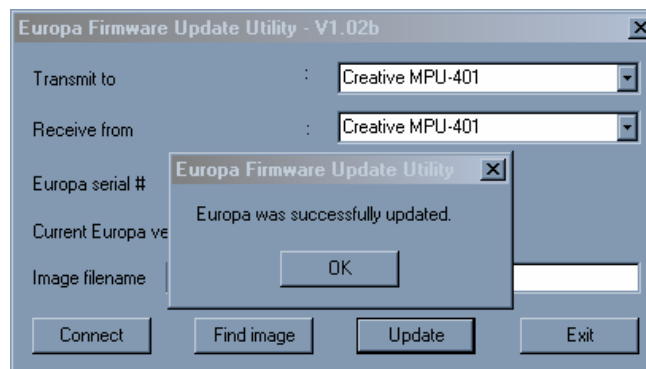 Europa Firmware Update Utility - V1.02b
Transmit to : Creative MPU-401
Receive from : Creative MPU-401
Europa serial #
Europa Firmware Update Utility
Europa was successfully updated.
Current Europa ve
OK
Image filename
Connect Find image Update Exit